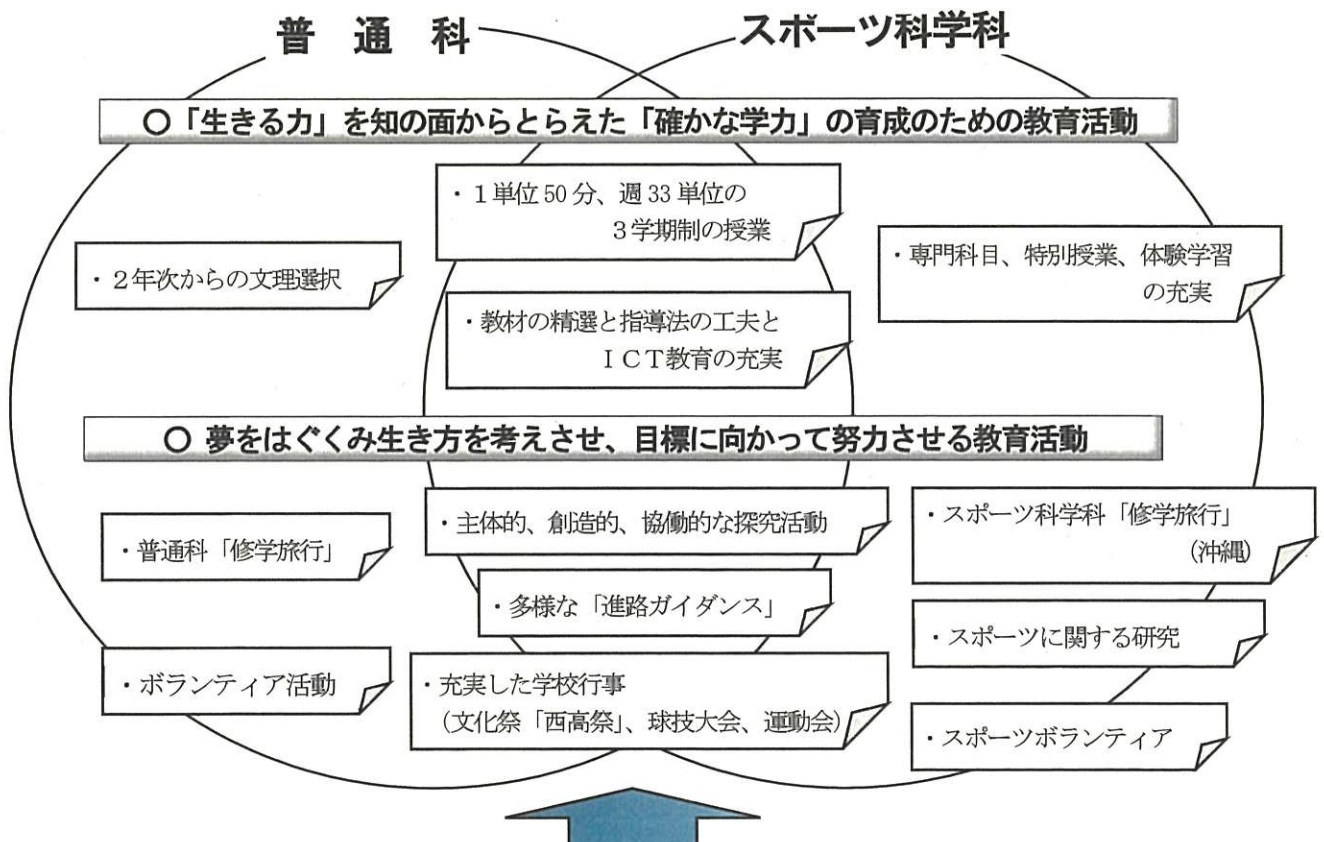 普 通 科
スポーツ科学科
〇「生きる力」を知の面からとらえた「確かな学力」の育成のための教育活動
・1単位50分、週33単位の
3学期制の授業
・2年次からの文理選択
・専門科目、特別授業、体験学習
の充実
・教材の精選と指導法の工夫と
ICT教育の充実
〇 夢をはぐくみ生き方を考えさせ、目標に向かって努力させる教育活動
・主体的、創造的、協働的な探究活動
・普通科「修学旅行」
・スポーツ科学科「修学旅行」
(沖縄)
・多様な「進路ガイダンス」
・スポーツに関する研究
・ボランティア活動
・充実した学校行事
(文化祭「西高祭」、球技大会、運動会)
・スポーツボランティア